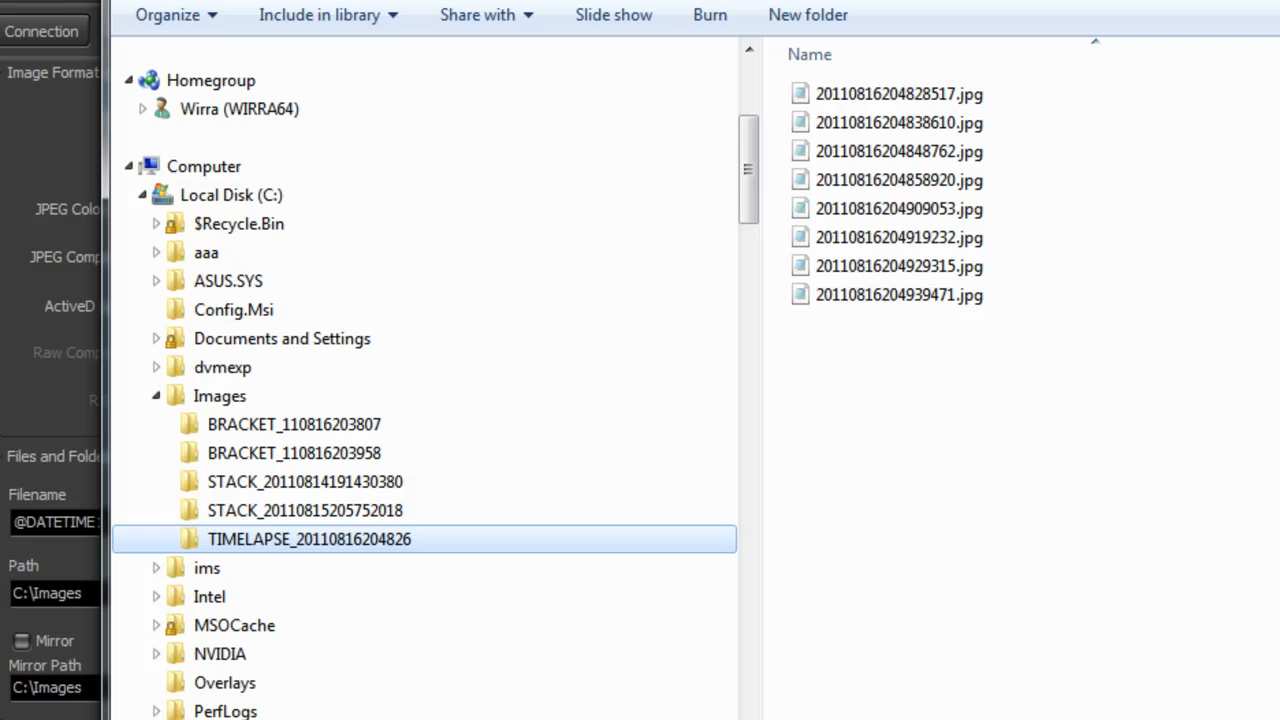 Organize Include in library Share with Slide show Burn New folder
Connection
Image Format
JPEG Colo
JPEG Comp
ActiveD
Raw Comp
R
Files and Folde
Filename
@DATETIME
Path
C:\Images
Mirror
Mirror Path
C:\Images
Homegroup
Wirra (WIRRA64)
Computer
Local Disk (C:)
$Recycle.Bin
aaa
ASUS.SYS
Config.Msi
Documents and Settings
dvmexp
Images
BRACKET_110816203807
BRACKET_110816203958
STACK_20110814191430380
STACK_20110815205752018
TIMELAPSE_20110816204826
ims
Intel
MSOCache
NVIDIA
Overlays
PerfLogs
Name
20110816204828517.jpg
20110816204838610.jpg
20110816204848762.jpg
20110816204858920.jpg
20110816204909053.jpg
20110816204919232.jpg
20110816204929315.jpg
20110816204939471.jpg